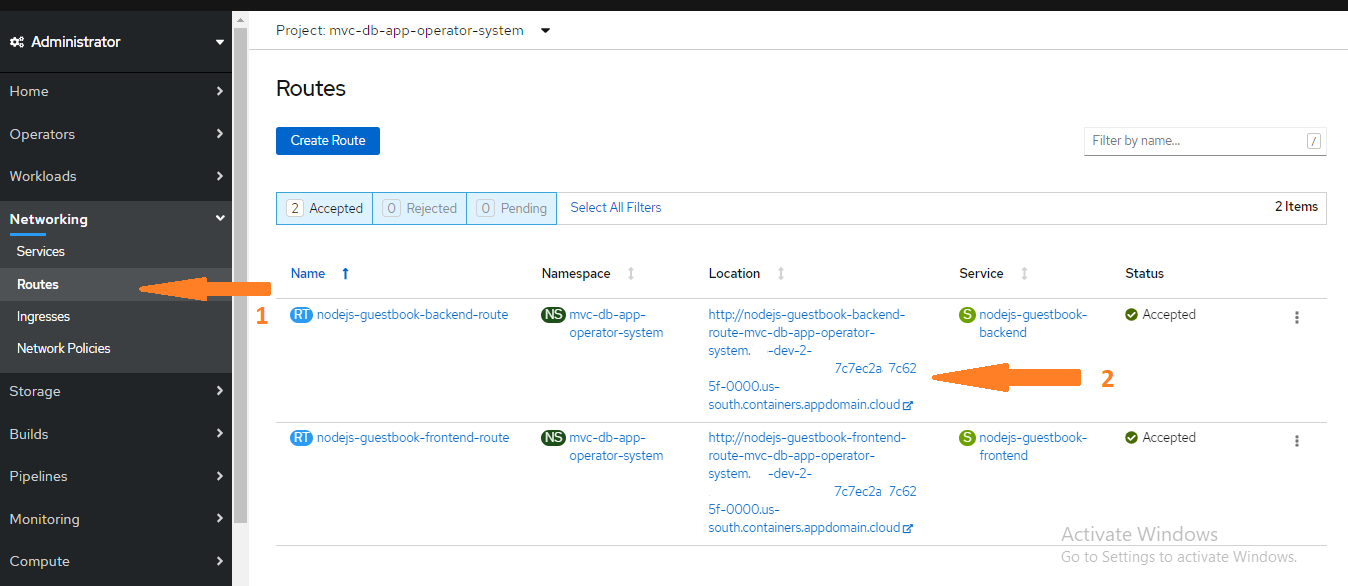 Administrator
Project: mvc-db-app-operator-system
Home
Operators
Workloads
Networking
Services
Routes
Ingresses
Network Policies
Storage
Builds
Pipelines
Monitoring
Compute
Routes
Create Route
Filter by name...
/
2 Accepted 0 Rejected 0 Pending Select All Filters 2 Items
Name Namespace Location Service Status
1
RT nodejs-guestbook-backend-route
NS mvc-db-app-
operator-system
http://nodejs-guestbook-backend-
route-mvc-db-app-operator-
system. -dev-2-
7c7ec2a 7c62
5f-0000.us-
south.containers.appdomain.cloud
S nodejs-guestbook-
backend
Accepted
2
RT nodejs-guestbook-frontend-route
NS mvc-db-app-
operator-system
http://nodejs-guestbook-frontend-
route-mvc-db-app-operator-
system. -dev-2-
7c7ec2a 7c62
5f-0000.us-
south.containers.appdomain.cloud
S nodejs-guestbook-
frontend
Accepted
Activate Windows
Go to Settings to activate Windows.